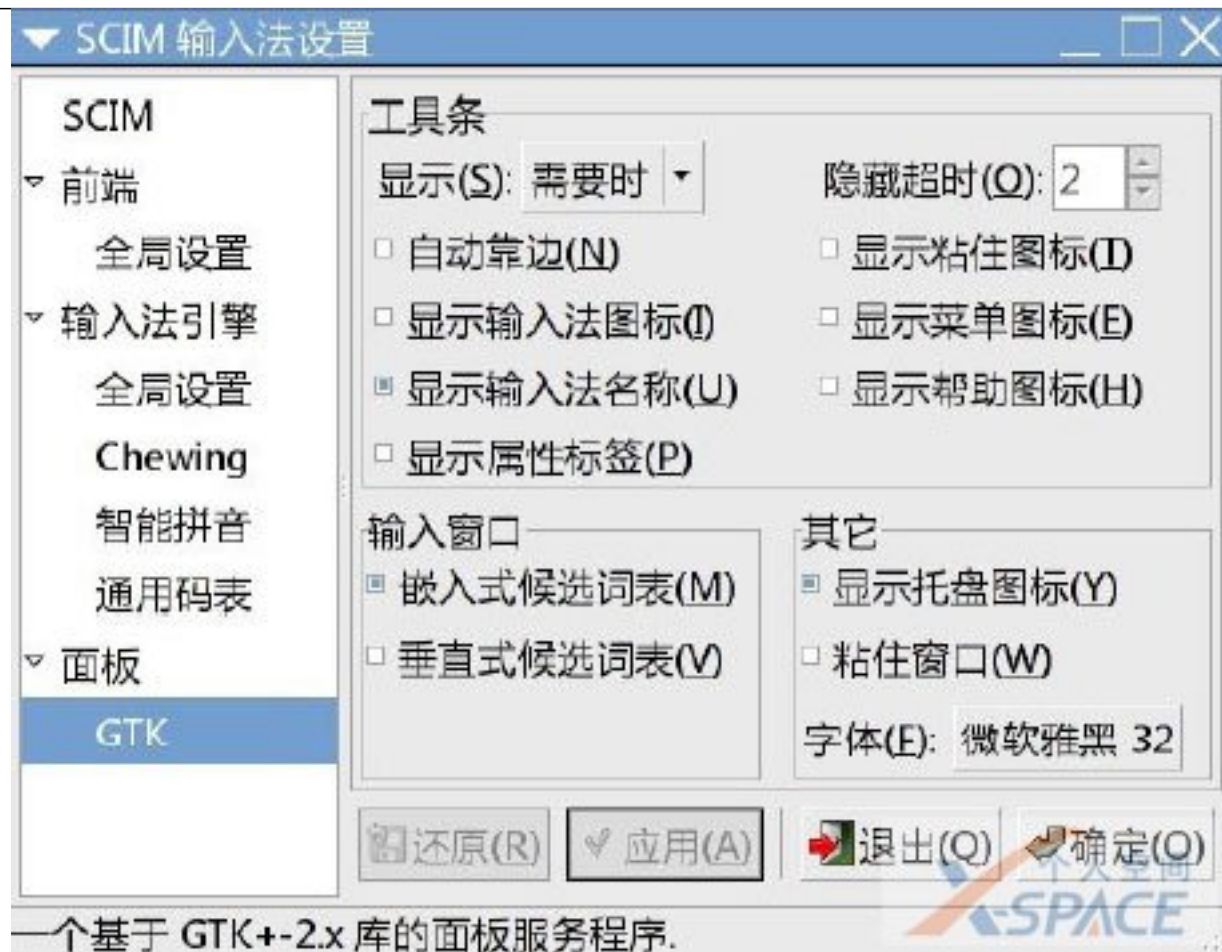 SCIM 输入法设置
SCIM
前端
全局设置
输入法引擎
全局设置
Chewing
智能拼音
通用码表
面板
GTK
工具条
显示(S): 需要时 隐藏超时(O): 2
自动靠边(N) 显示粘住图标(T)
显示输入法图标(I) 显示菜单图标(E)
显示输入法名称(U) 显示帮助图标(H)
显示属性标签(P)
输入窗口
嵌入式候选词表(M)
垂直式候选词表(V)
其它
显示托盘图标(Y)
粘住窗口(W)
字体(F): 微软雅黑 32
还原(R) 应用(A) 退出(Q) 确定(O)
个人空间
X-SPACE
一个基于 GTK+-2.x 库的面板服务程序.